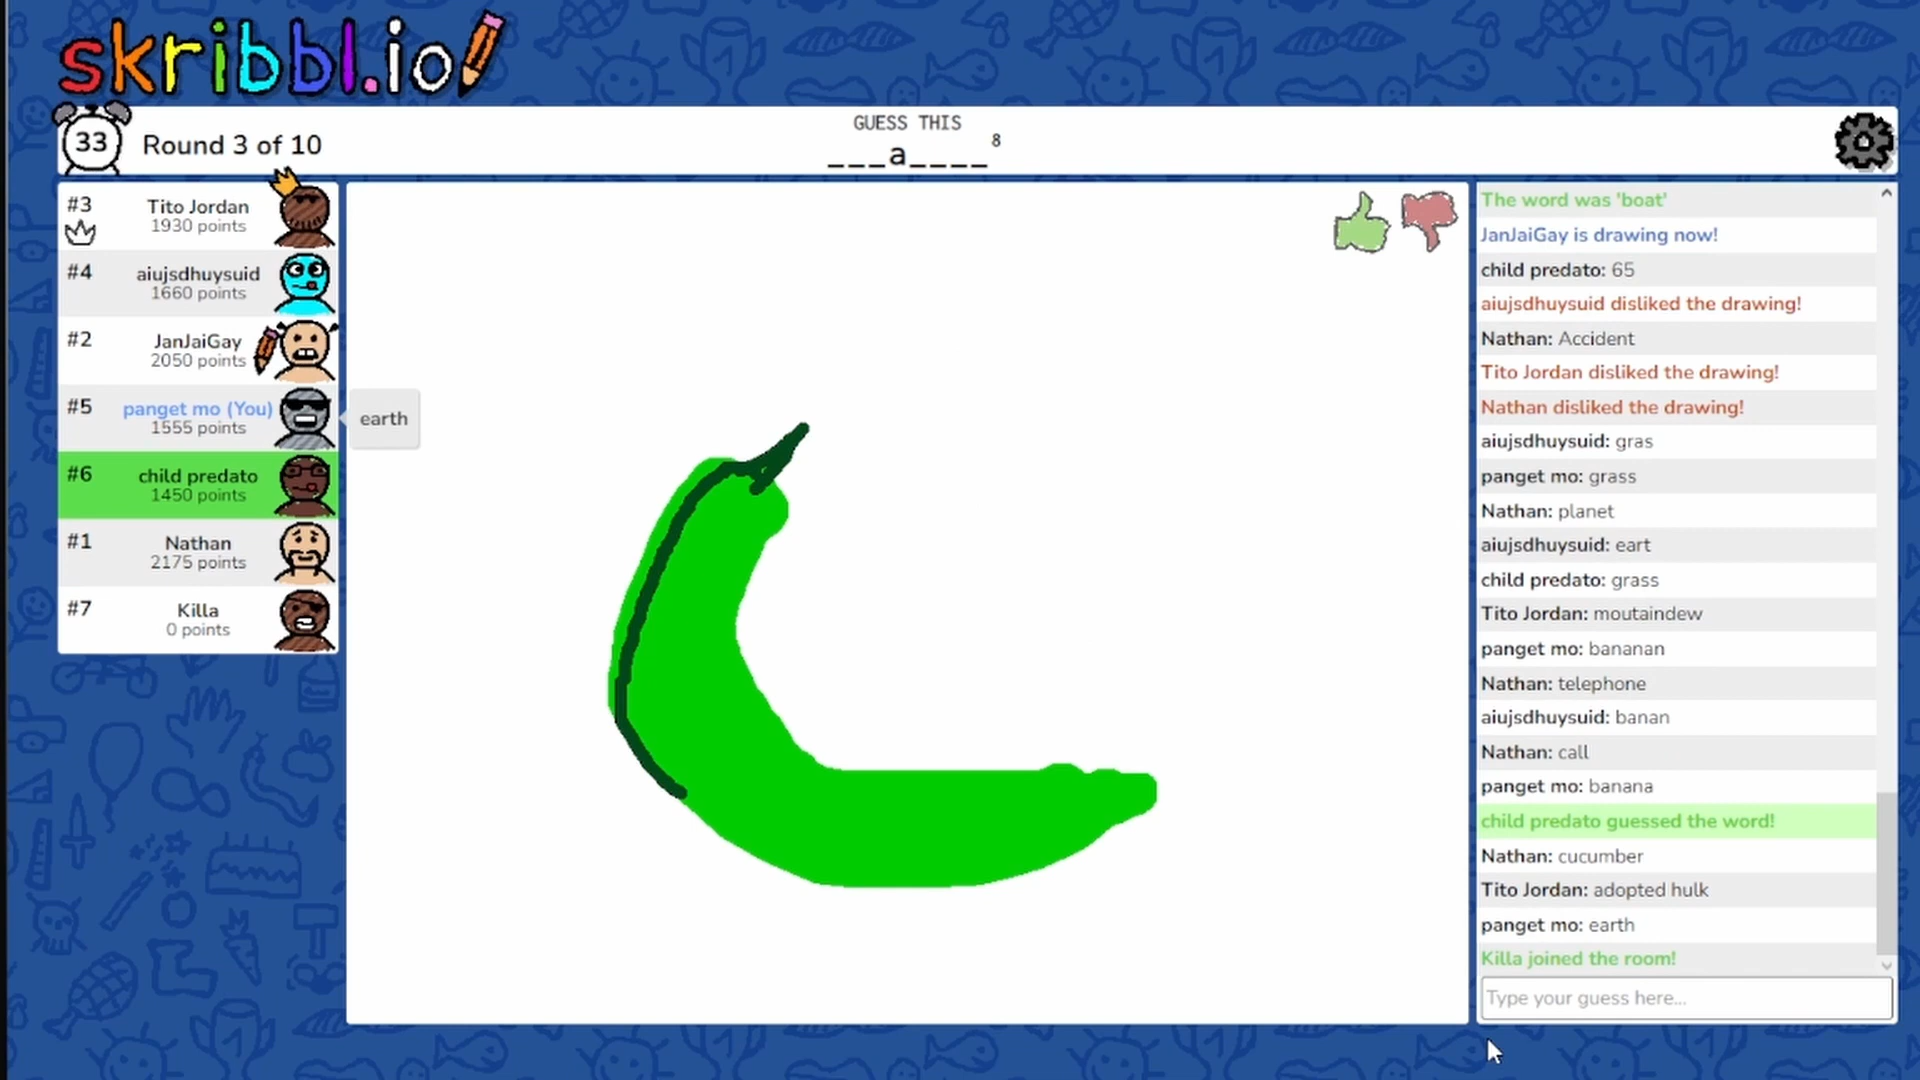 skribbl.io
33
Round 3 of 10
GUESS THIS
___a____ 8
#3
Tito Jordan
1930 points
#4
aiujsdhuysuid
1660 points
#2
JanJaiGay
2050 points
#5
panget mo (You)
1555 points
earth
#6
child predato
1450 points
#1
Nathan
2175 points
#7
Killa
0 points
The word was 'boat'
JanJaiGay is drawing now!
child predato: 65
aiujsdhuysuid disliked the drawing!
Nathan: Accident
Tito Jordan disliked the drawing!
Nathan disliked the drawing!
aiujsdhuysuid: gras
panget mo: grass
Nathan: planet
aiujsdhuysuid: eart
child predato: grass
Tito Jordan: moutaindew
panget mo: bananan
Nathan: telephone
aiujsdhuysuid: banan
Nathan: call
panget mo: banana
child predato guessed the word!
Nathan: cucumber
Tito Jordan: adopted hulk
panget mo: earth
Killa joined the room!
Type your guess here...